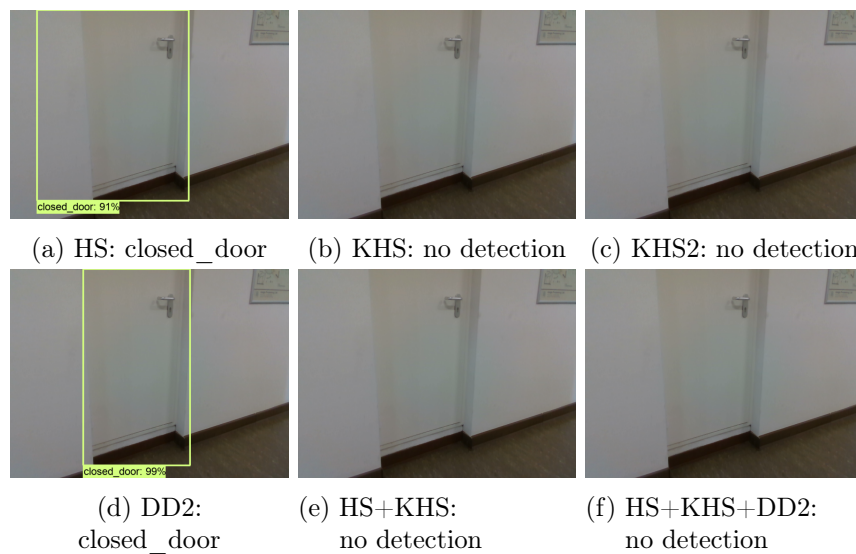 closed_door: 91%
(a) HS: closed_door (b) KHS: no detection (c) KHS2: no detection
closed_door: 99%
(d) DD2: (e) HS+KHS: (f) HS+KHS+DD2:
closed_door no detection no detection